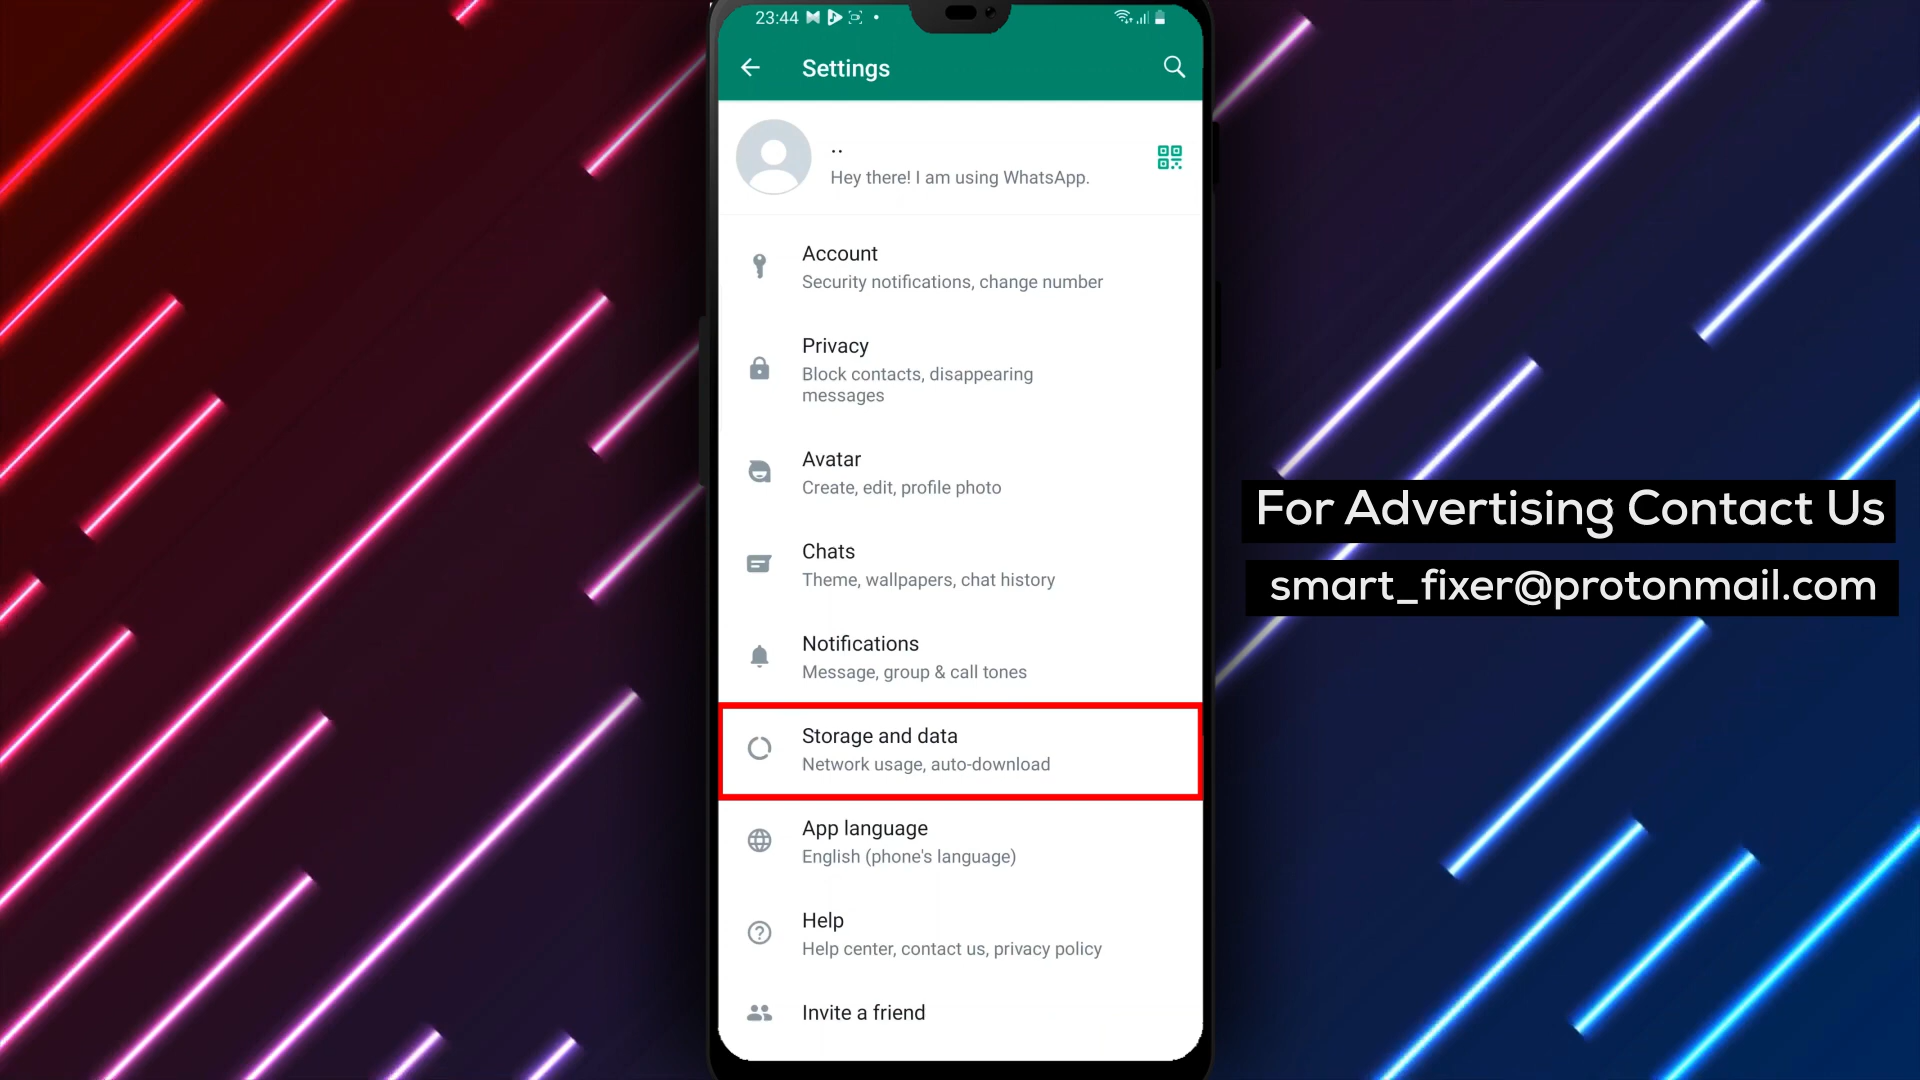 23:44
Settings
..
Hey there! I am using WhatsApp.
Account
Security notifications, change number
Privacy
Block contacts, disappearing
messages
Avatar
Create, edit, profile photo
Chats
Theme, wallpapers, chat history
Notifications
Message, group & call tones
Storage and data
Network usage, auto-download
App language
English (phone's language)
Help
Help center, contact us, privacy policy
Invite a friend
For Advertising Contact Us
smart_fixer@protonmail.com